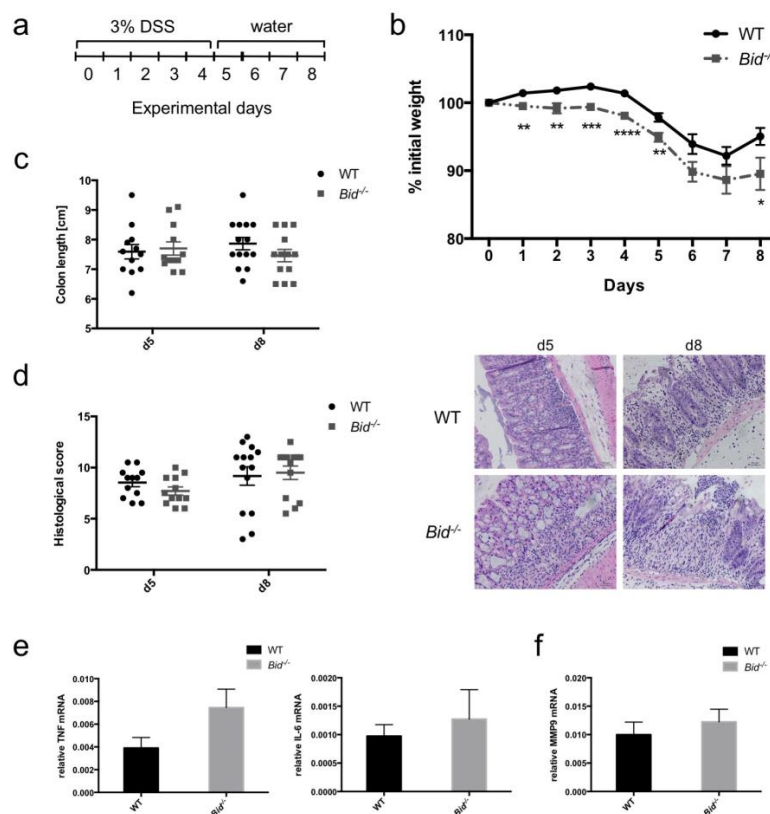 a
3% DSS water
0 1 2 3 4 5 6 7 8
Experimental days
b
WT
Bid-/-
% initial weight
110
100
90
80
** ** *** **** ** *
0 1 2 3 4 5 6 7 8
Days
c
WT
Bid-/-
Colon length [cm]
10
9
8
7
6
5
d5 d8
d
WT
Bid-/-
Histological score
15
10
5
0
d5 d8
d5 d8
WT
Bid-/-
e
WT
Bid-/-
relative TNF mRNA
0.010
0.008
0.006
0.004
0.002
0.000
WT Bid-/-
relative IL-6 mRNA
0.0020
0.0015
0.0010
0.0005
0.0000
WT Bid-/-
f
WT
Bid-/-
relative MMP9 mRNA
0.020
0.015
0.010
0.005
0.000
WT Bid-/-